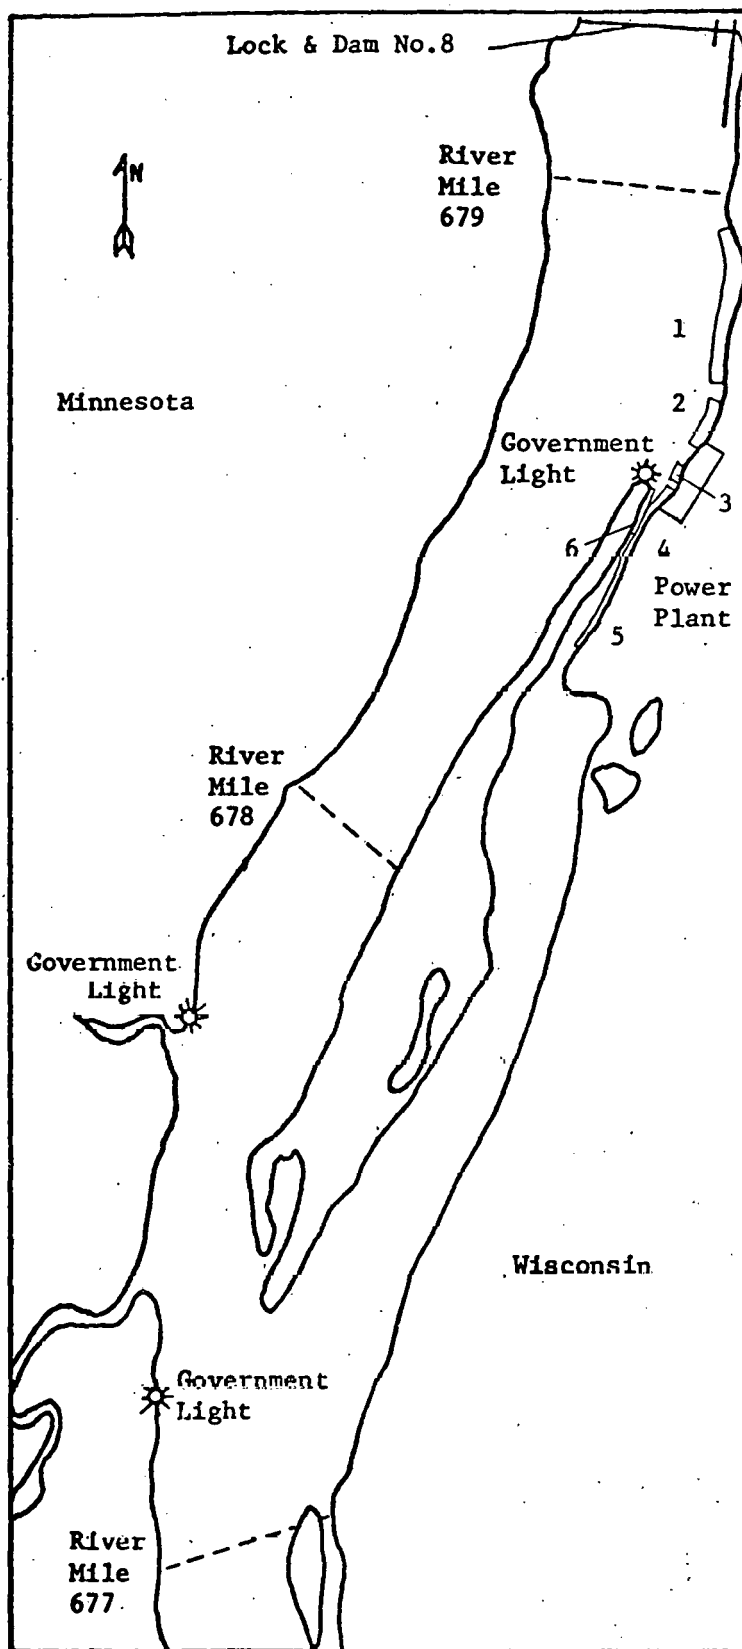 Lock & Dam No.8
N
River
Mile
679
1
Minnesota
2
Government
Light
3
6
4
Power
Plant
5
River
Mile
678
Government
Light
Wisconsin
Government
Light
River
Mile
677